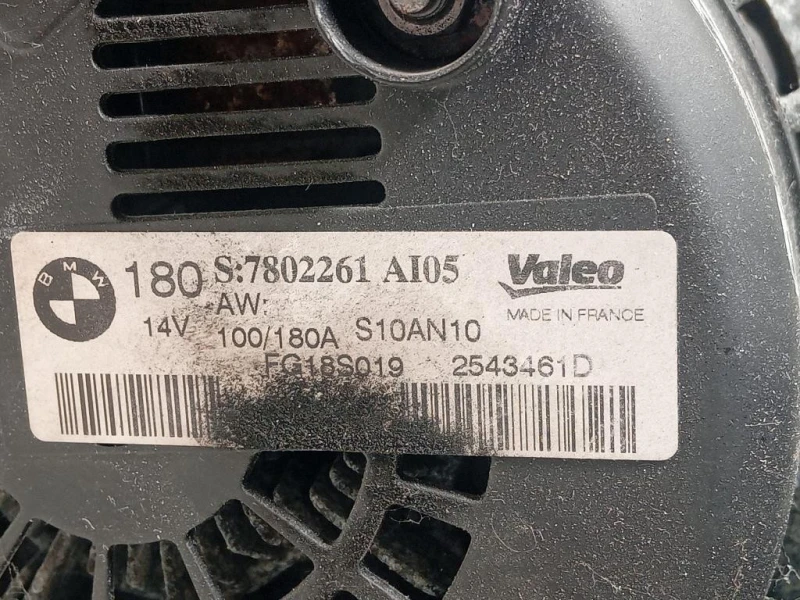 BMW
180 S:7802261 AI05 Valeo
AW:
14V 100/180A S10AN10 MADE IN FRANCE
FG18S019 2543461D